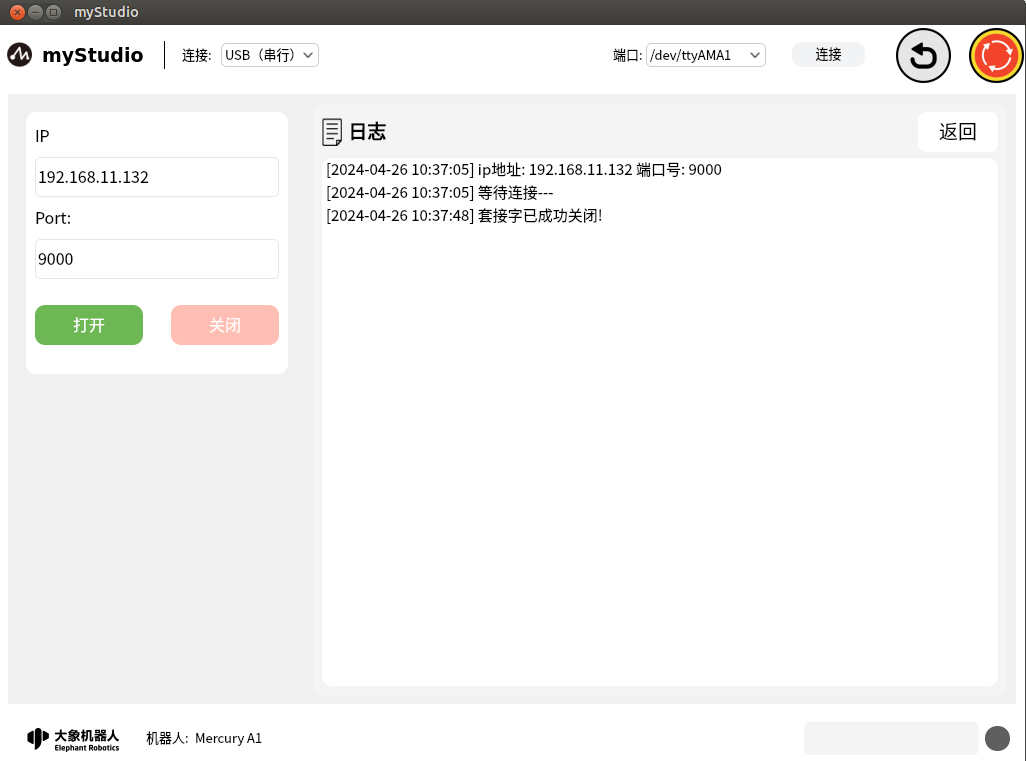 myStudio
myStudio 连接: USB（串行） 端口: /dev/ttyAMA1 连接
IP
192.168.11.132
Port:
9000
打开 关闭
日志 返回
[2024-04-26 10:37:05] ip地址: 192.168.11.132 端口号: 9000
[2024-04-26 10:37:05] 等待连接---
[2024-04-26 10:37:48] 套接字已成功关闭!
大象机器人
Elephant Robotics
机器人: Mercury A1